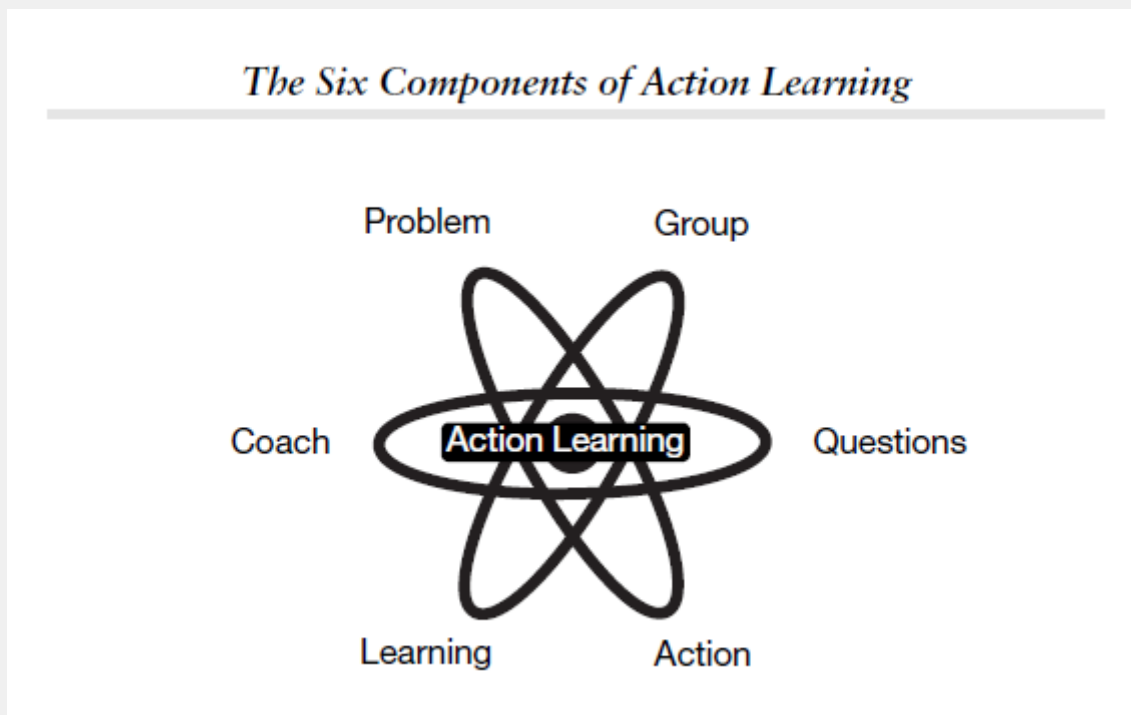 The Six Components of Action Learning
Problem
Group
Coach
Action Learning
Questions
Learning
Action